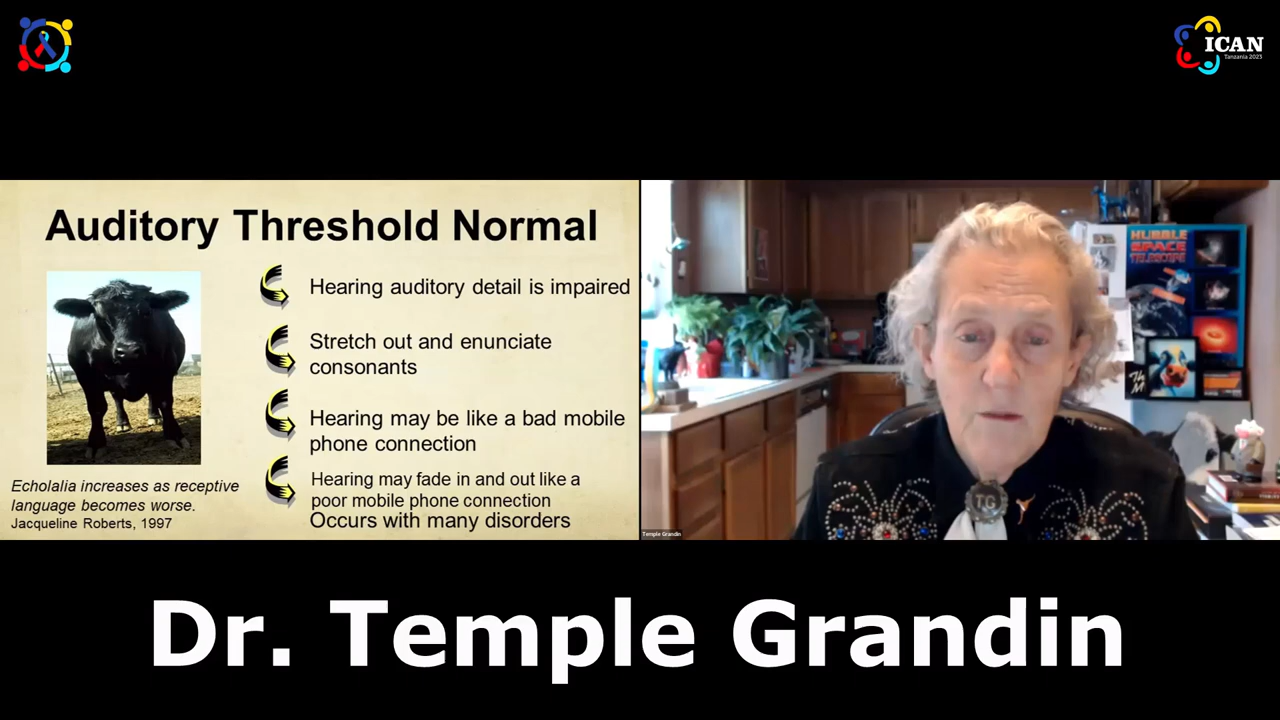 ICAN
Tanzania 2023
Auditory Threshold Normal
Hearing auditory detail is impaired
Stretch out and enunciate
consonants
Hearing may be like a bad mobile
phone connection
Hearing may fade in and out like a
poor mobile phone connection
Occurs with many disorders
Echolalia increases as receptive
language becomes worse.
Jacqueline Roberts, 1997
HUBBLE
SPACE
TELESCOPE
TG
Temple Grandin
Dr. Temple Grandin